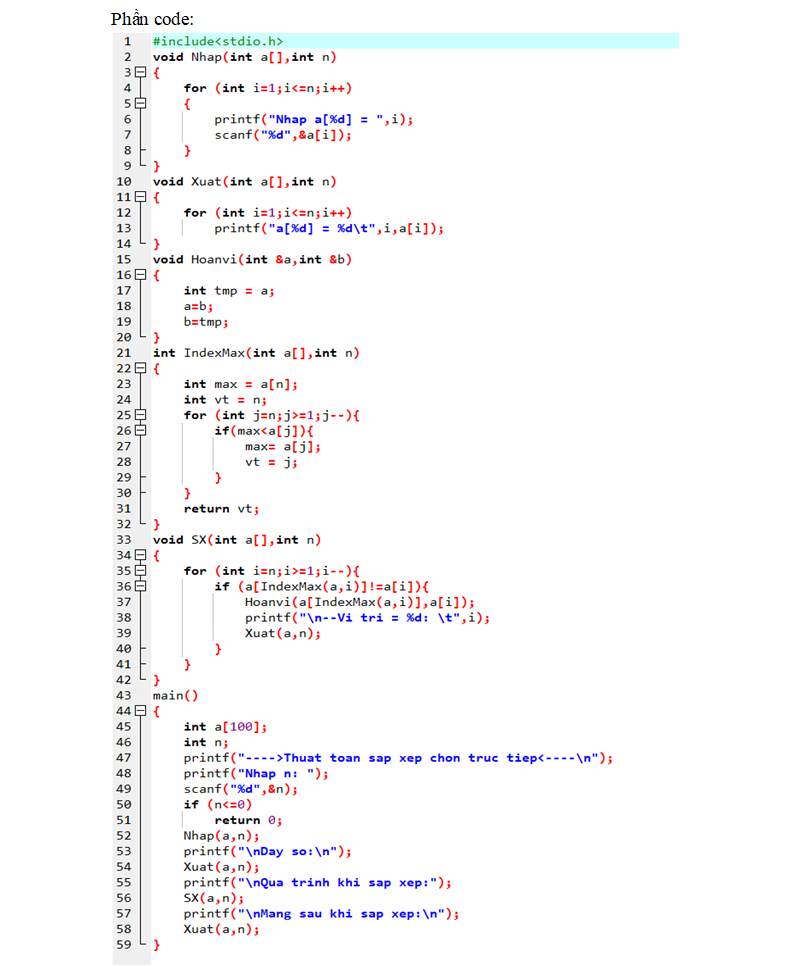 Phần code:
1 #include<stdio.h>
2 void Nhap(int a[],int n)
3 {
4 for (int i=1;i<=n;i++)
5 {
6 printf("Nhap a[%d] = ",i);
7 scanf("%d",&a[i]);
8 }
9 }
10 void Xuat(int a[],int n)
11 {
12 for (int i=1;i<=n;i++)
13 printf("a[%d] = %d\t",i,a[i]);
14 }
15 void Hoanvi(int &a,int &b)
16 {
17 int tmp = a;
18 a=b;
19 b=tmp;
20 }
21 int IndexMax(int a[],int n)
22 {
23 int max = a[n];
24 int vt = n;
25 for (int j=n;j>=1;j--){
26 if(max<a[j]){
27 max= a[j];
28 vt = j;
29 }
30 }
31 return vt;
32 }
33 void SX(int a[],int n)
34 {
35 for (int i=n;i>=1;i--){
36 if (a[IndexMax(a,i)]!=a[i]){
37 Hoanvi(a[IndexMax(a,i)],a[i]);
38 printf("\n--Vi tri = %d: \t",i);
39 Xuat(a,n);
40 }
41 }
42 }
43 main()
44 {
45 int a[100];
46 int n;
47 printf("---->Thuat toan sap xep chon truc tiep<----\n");
48 printf("Nhap n: ");
49 scanf("%d",&n);
50 if (n<=0)
51 return 0;
52 Nhap(a,n);
53 printf("\nDay so:\n");
54 Xuat(a,n);
55 printf("\nQua trinh khi sap xep:");
56 SX(a,n);
57 printf("\nMang sau khi sap xep:\n");
58 Xuat(a,n);
59 }